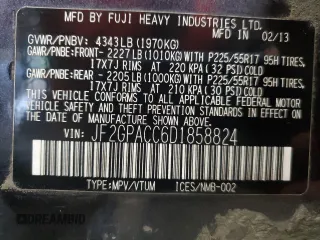 MFD BY FUJI HEAVY INDUSTRIES LTD.
02/13
GVWR/PNBV: 4343LB (1970KG)
GAWR/PNBE:FRONT- 2227LB(1010KG) WITH P225/55R17 95H TIRES,
17X7J RIMS AT 220 KPA (32 PSI) COLD
GAWR/PNBE:REAR - 2205LB(1000KG) WITH P225/55R17 95H TIRES,
17X7J RIMS AT 210 KPA (30 PSI) COLD
THIS VEHICLE CONFORMS TO ALL APPLICABLE FEDERAL
MOTOR VEHICLE SAFETY, BUMPER, AND THEFT PREVENTION
STANDARDS IN EFFECT ON THE DATE OF MANUFACTURE
SHOWN ABOVE.
VIN: JF2GPACC6D1858824
TYPE:MPV/VTUM
ICES/NMB-002
DREAMBID